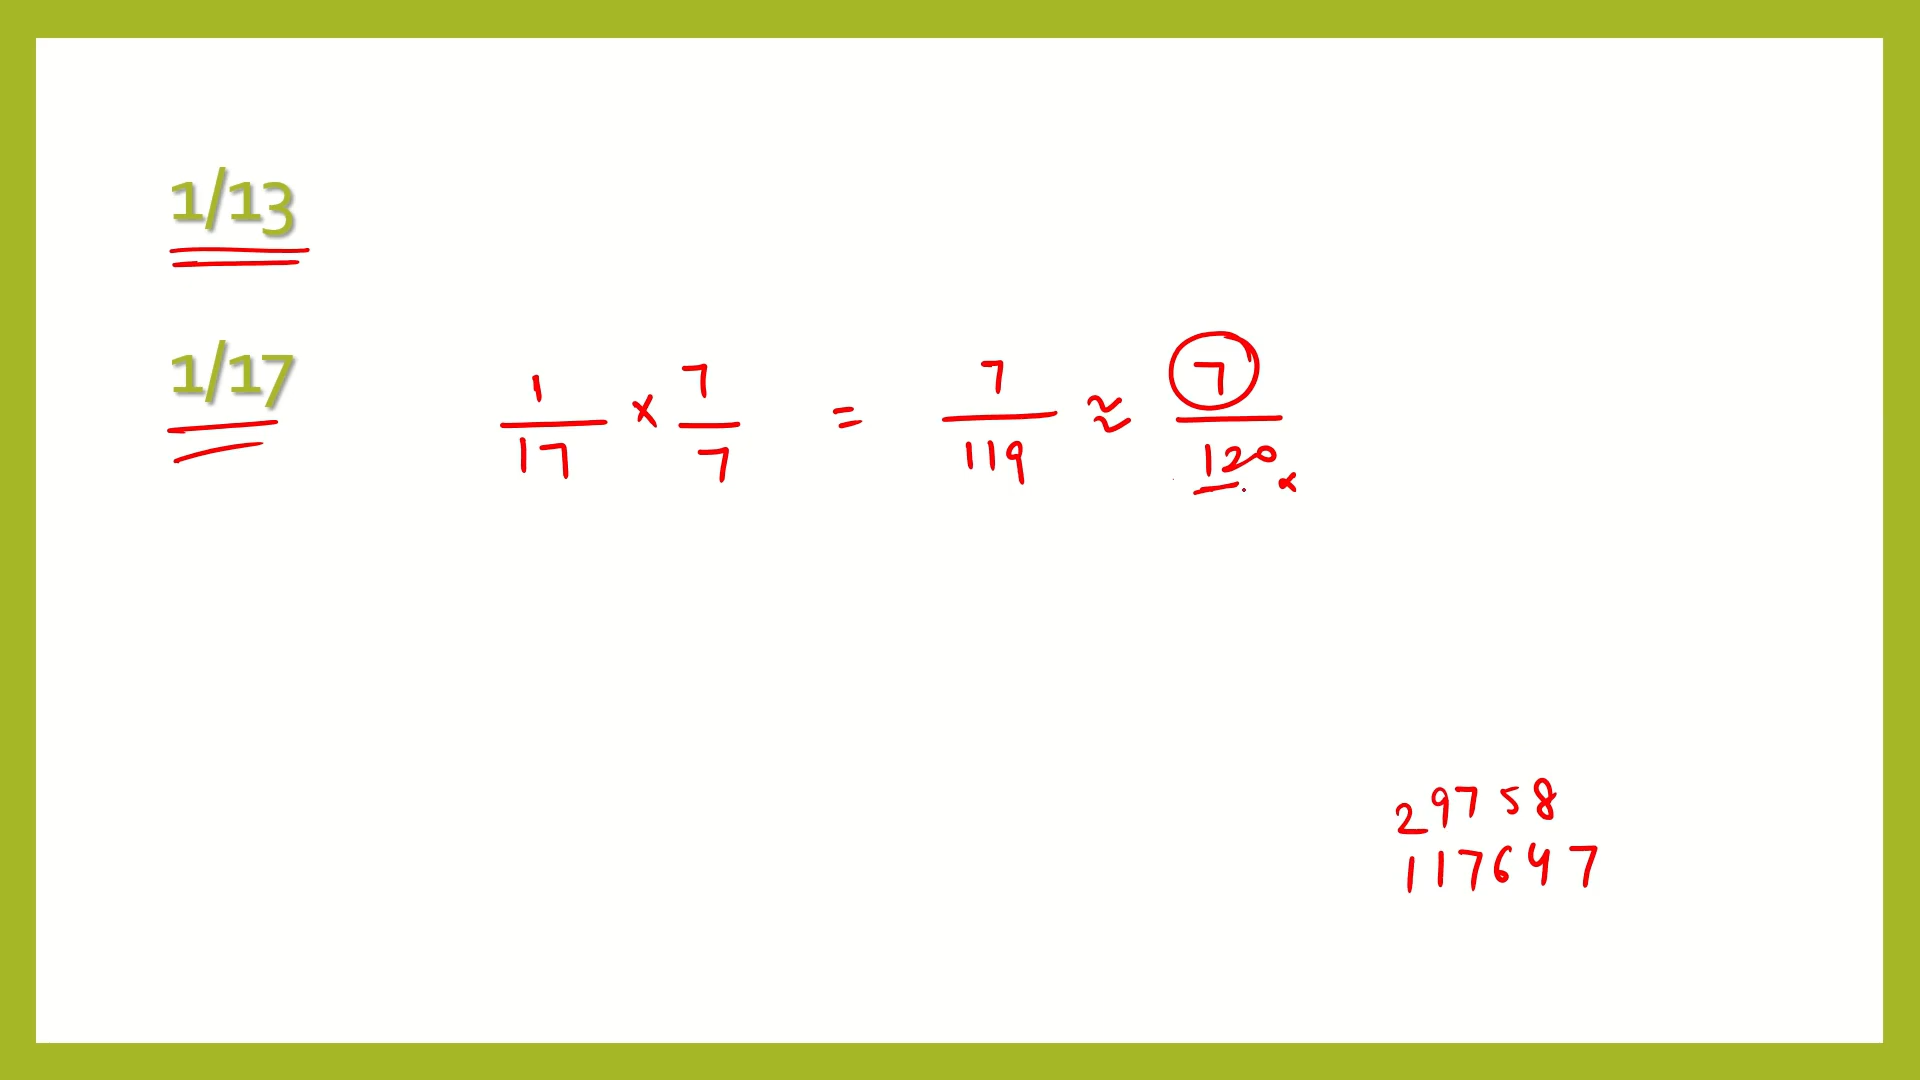 1/13
1/17
1/17 × 7/7 = 7/119 ≈ 7/120 ×
29758
117647